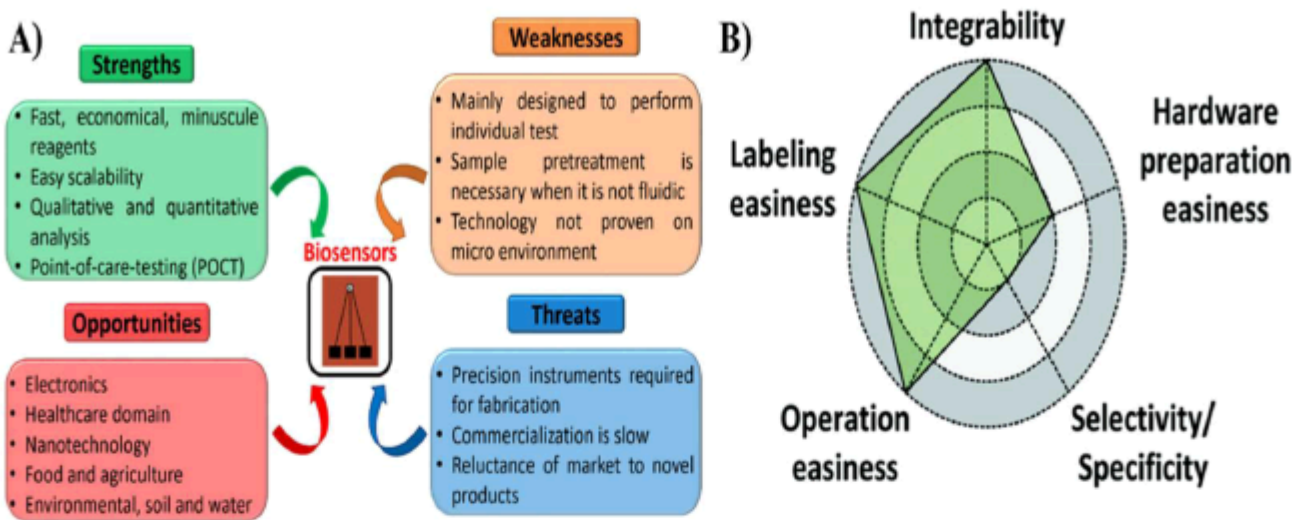 A)
Strengths
• Fast, economical, minuscule
reagents
• Easy scalability
• Qualitative and quantitative
analysis
• Point-of-care-testing (POCT)
Weaknesses
• Mainly designed to perform
individual test
• Sample pretreatment is
necessary when it is not fluidic
• Technology not proven on
micro environment
Biosensors
Opportunities
• Electronics
• Healthcare domain
• Nanotechnology
• Food and agriculture
• Environmental, soil and water
Threats
• Precision instruments required
for fabrication
• Commercialization is slow
• Reluctance of market to novel
products
B)
Integrability
Hardware
preparation
easiness
Labeling
easiness
Operation
easiness
Selectivity/
Specificity